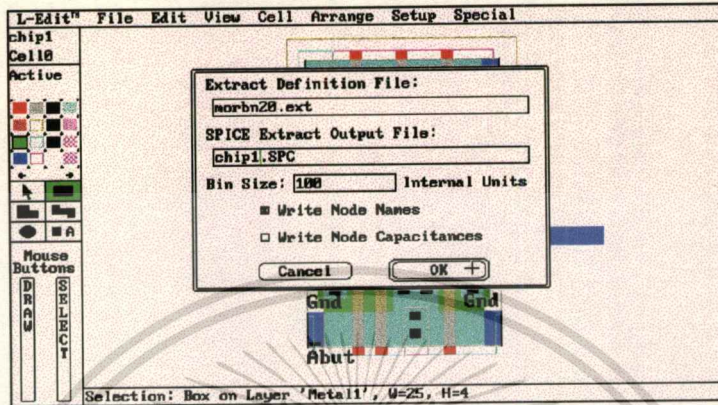 L-Edit™ File Edit View Cell Arrange Setup Special
chip1
Cell0
Active
Extract Definition File:
morbn20.ext
SPICE Extract Output File:
chip1.SPC
Bin Size: 100 Internal Units
Write Node Names
Write Node Capacitances
Cancel OK
A
Mouse
Buttons
DRAW
SELECT
Gnd Gnd
Abut
Selection: Box on Layer 'Metal1', W=25, H=4